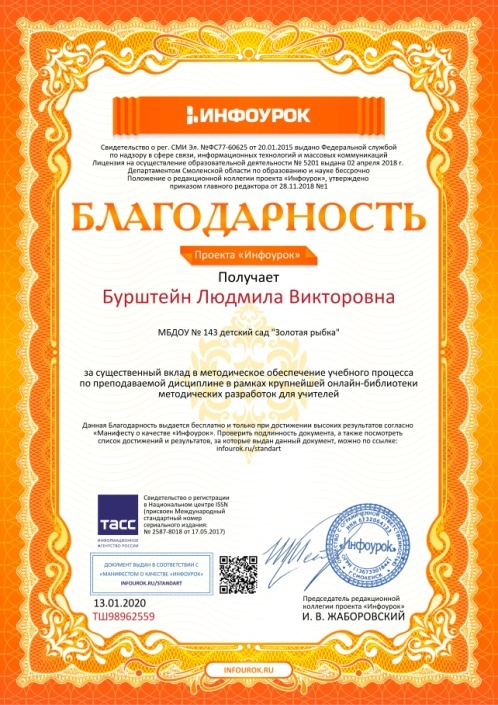 ИНФОУРОК
Свидетельство о рег. СМИ Эл. №ФС77-60625 от 20.01.2015 выдано Федеральной службой
по надзору в сфере связи, информационных технологий и массовых коммуникаций
Лицензия на осуществление образовательной деятельности № 5201 выдана 02 апреля 2018 г.
Департаментом Смоленской области по образованию и науке бессрочно
Положение о редакционной коллегии проекта «Инфоурок», утверждено
приказом главного редактора от 28.11.2018 №1
БЛАГОДАРНОСТЬ
Проекта «Инфоурок»
Получает
Бурштейн Людмила Викторовна
МБДОУ № 143 детский сад "Золотая рыбка"
за существенный вклад в методическое обеспечение учебного процесса
по преподаваемой дисциплине в рамках крупнейшей онлайн-библиотеки
методических разработок для учителей
Данная Благодарность выдается бесплатно и только при достижении высоких результатов согласно
«Манифесту о качестве «Инфоурок». Проверить подлинность документа, а также посмотреть
список достижений и результатов, за которые выдан данный документ, можно по ссылке:
infourok.ru/standart
ТАСС
ИНФОРМАЦИОННОЕ
АГЕНТСТВО РОССИИ
Свидетельство о регистрации
в Национальном центре ISSN
(присвоен Международный
стандартный номер
сериального издания:
№ 2587-8018 от 17.05.2017)
ДОКУМЕНТ ВЫДАН В СООТВЕТСТВИИ С
«МАНИФЕСТОМ О КАЧЕСТВЕ «ИНФОУРОК»
INFOUROK.RU/STANDART
13.01.2020
ТШ98962559
«Инфоурок»
Председатель редакционной
коллегии проекта «Инфоурок»
И. В. ЖАБОРОВСКИЙ
INFOUROK.RU